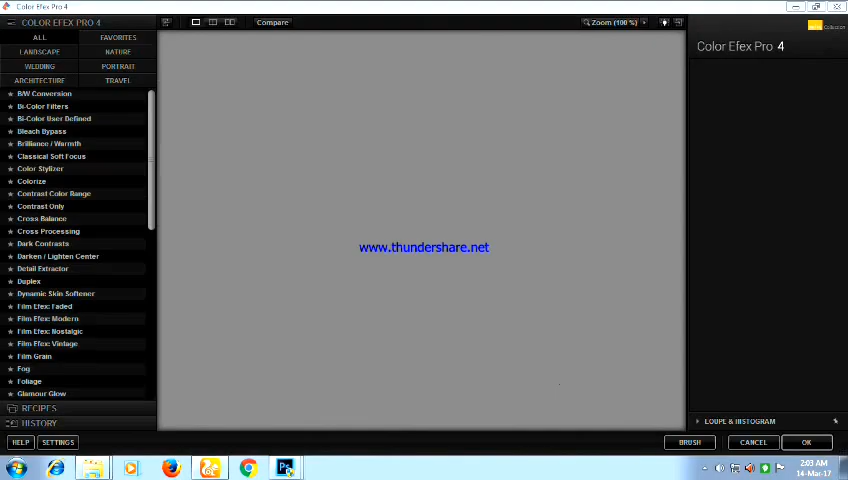 Color Efex Pro 4
COLOR EFEX PRO 4
Compare
Zoom (100 %)
Collection
Color Efex Pro 4
ALL
FAVORITES
LANDSCAPE
NATURE
WEDDING
PORTRAIT
ARCHITECTURE
TRAVEL
B/W Conversion
Bi-Color Filters
Bi-Color User Defined
Bleach Bypass
Brilliance / Warmth
Classical Soft Focus
Color Stylizer
Colorize
Contrast Color Range
Contrast Only
Cross Balance
Cross Processing
Dark Contrasts
Darken / Lighten Center
Detail Extractor
Duplex
Dynamic Skin Softener
Film Efex: Faded
Film Efex: Modern
Film Efex: Nostalgic
Film Efex: Vintage
Film Grain
Fog
Foliage
Glamour Glow
www.thundershare.net
RECIPES
HISTORY
LOUPE & HISTOGRAM
HELP
SETTINGS
BRUSH
CANCEL
OK
Ps
2:03 AM
14-Mar-17